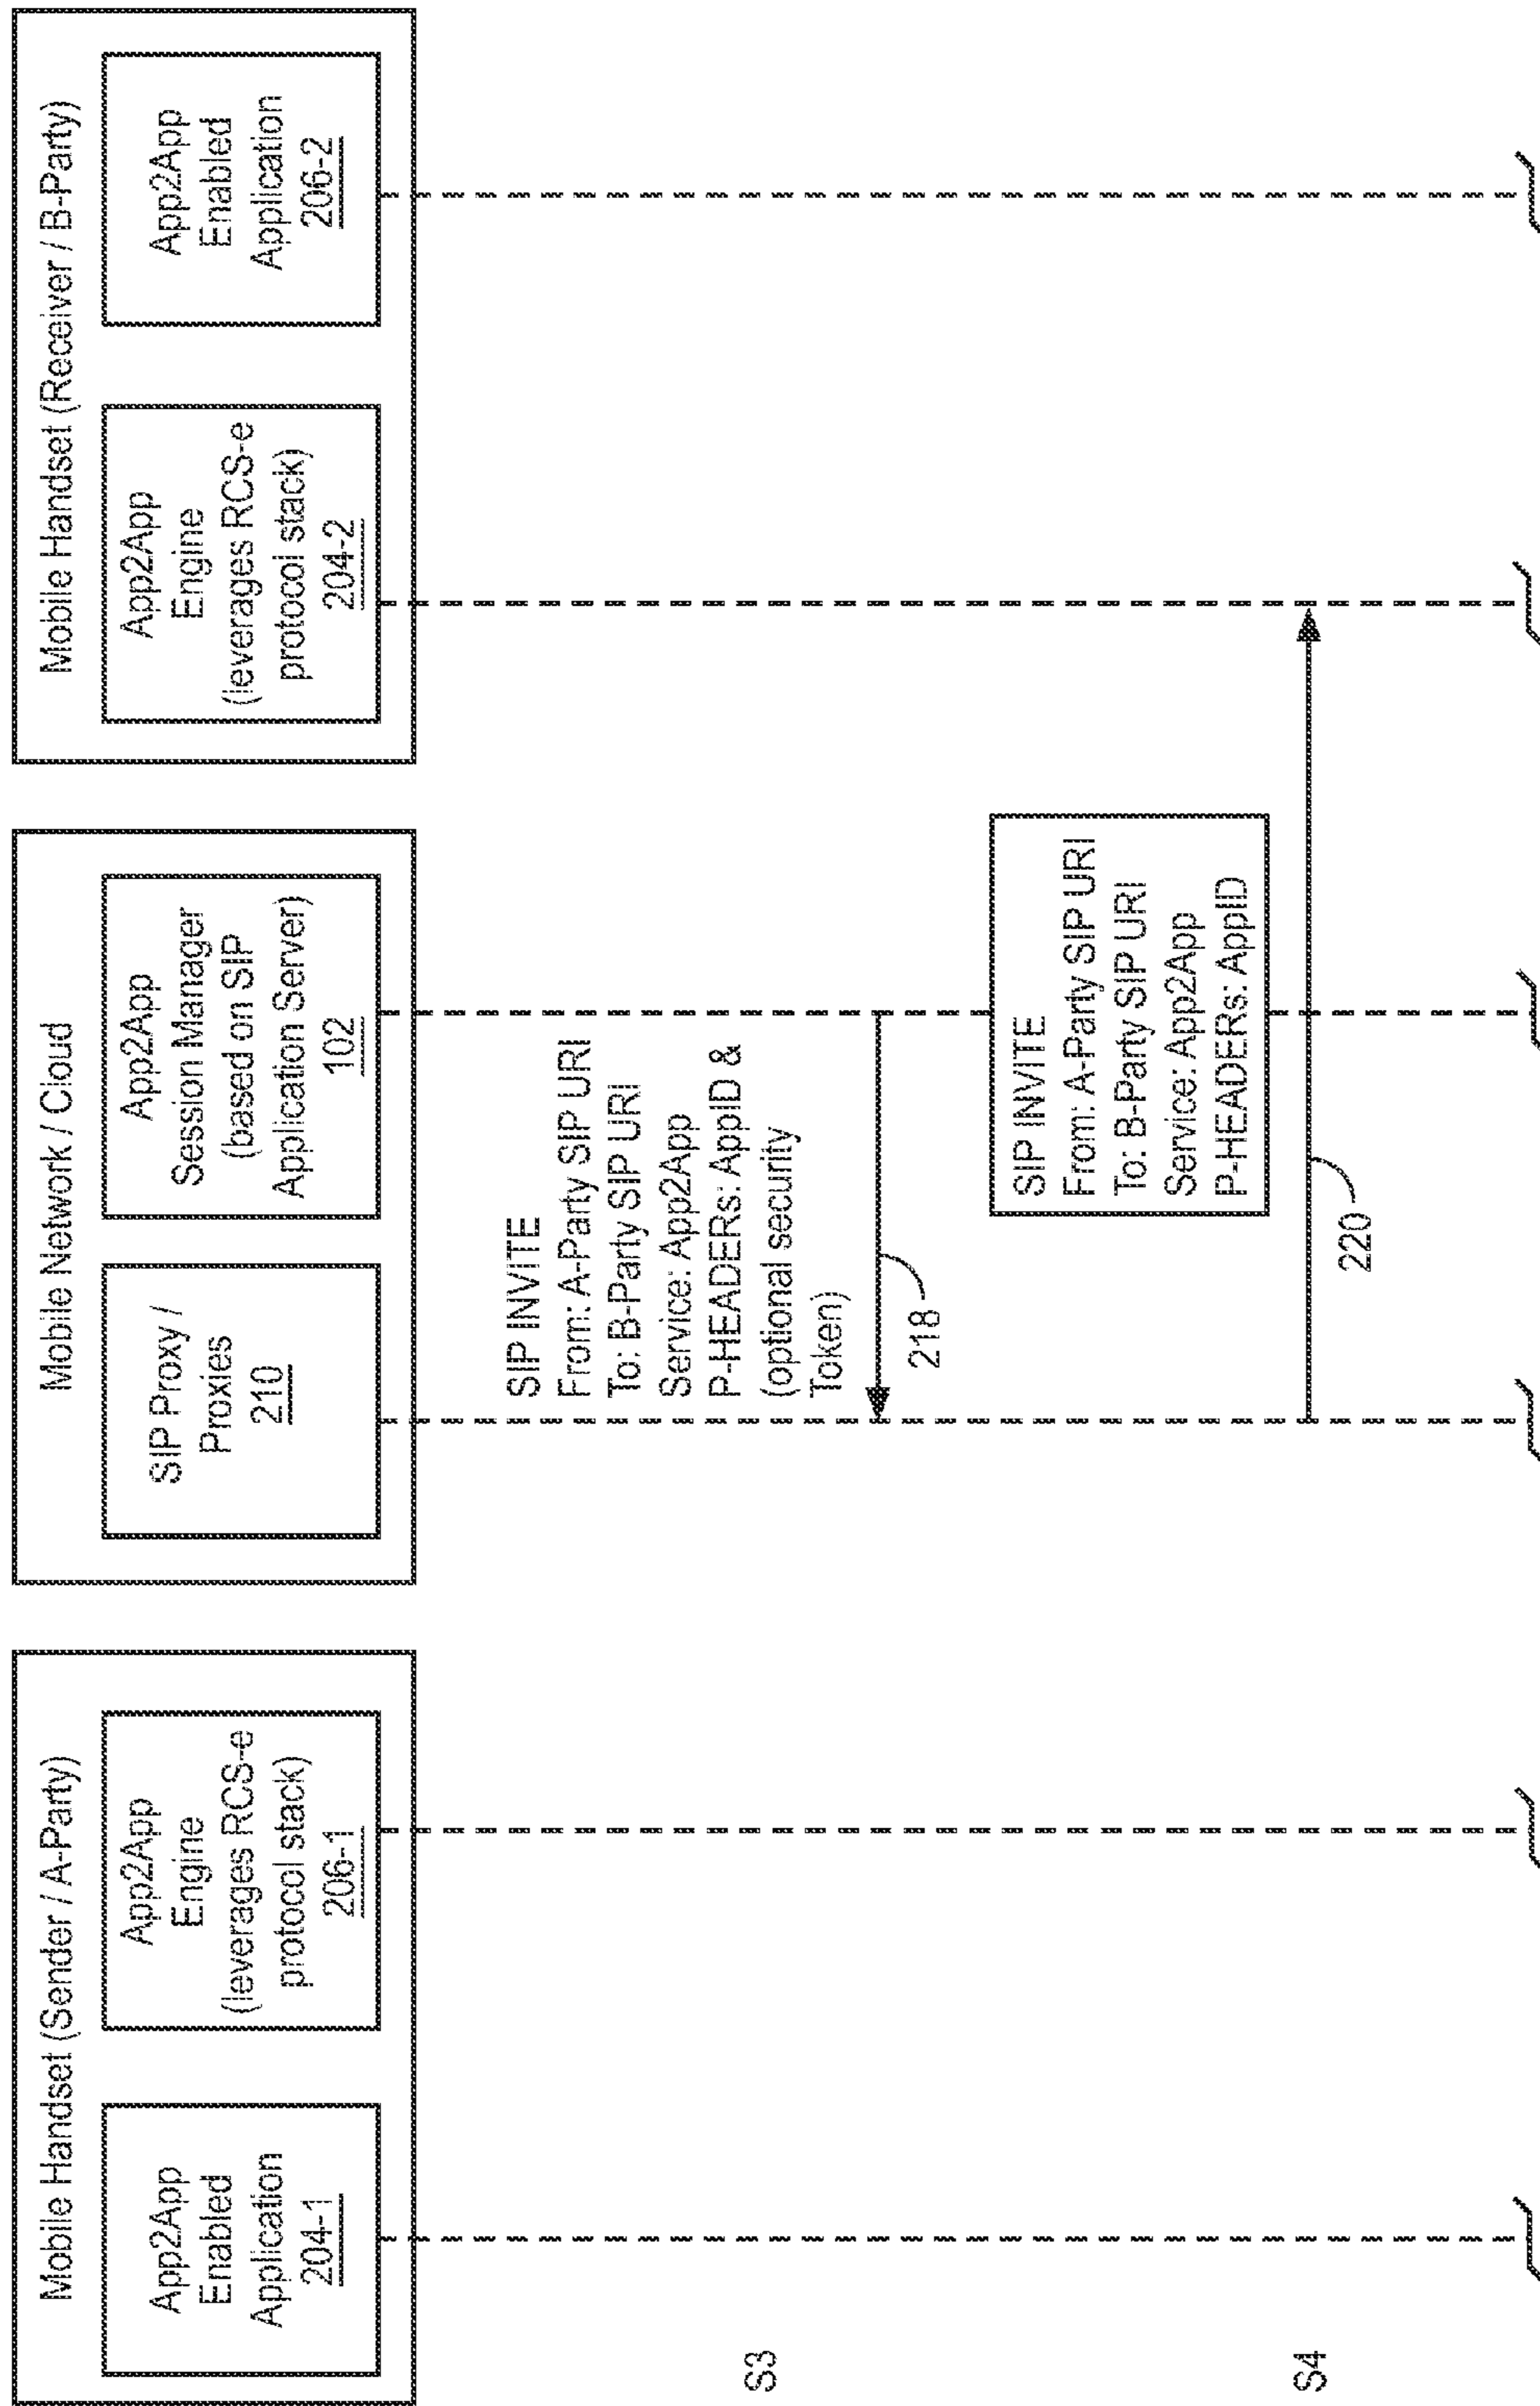 Mobile Handset (Sender / A-Party)
App2App
Enabled
Application
204-1
App2App
Engine
(leverages RCS-e
protocol stack)
206-1
Mobile Network / Cloud
SIP Proxy /
Proxies
210
App2App
Session Manager
(based on SIP
Application Server)
102
Mobile Handset (Receiver / B-Party)
App2App
Engine
(leverages RCS-e
protocol stack)
204-2
App2App
Enabled
Application
206-2
S3
SIP INVITE
From: A-Party SIP URI
To: B-Party SIP URI
Service: App2App
P-HEADERs: AppID &
(optional security
Token)
218
S4
SIP INVITE
From: A-Party SIP URI
To: B-Party SIP URI
Service: App2App
P-HEADERs: AppID
220